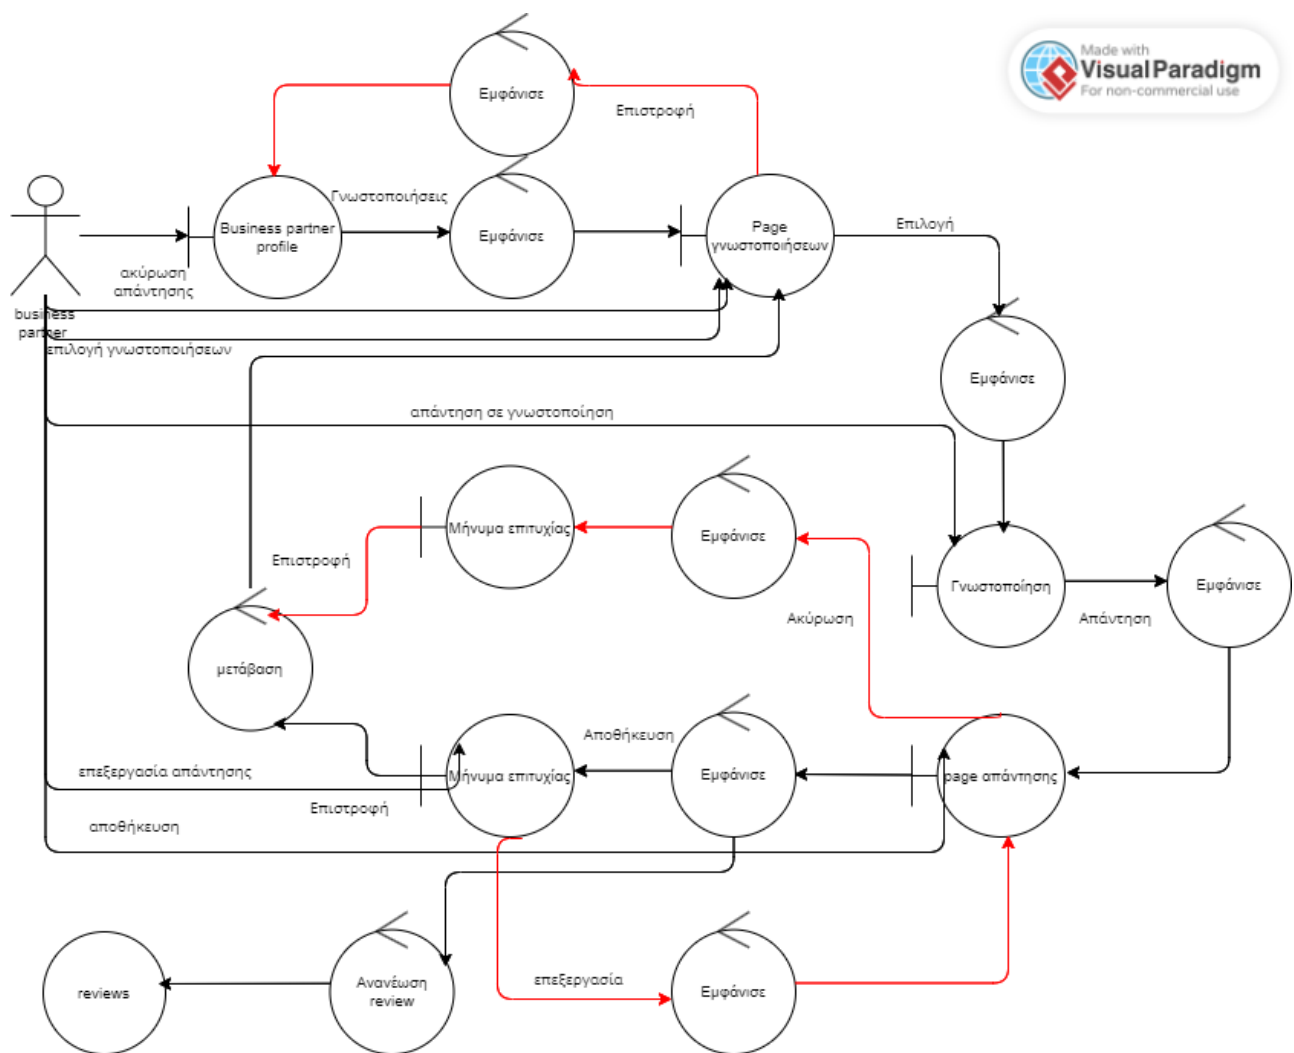 Made with
Visual Paradigm
For non-commercial use
Εμφάνισε
Επιστροφή
Γνωστοποιήσεις
Business partner
profile
Εμφάνισε
Page
γνωστοποιήσεων
Επιλογή
ακύρωση
απάντησης
business
partner
επιλογή γνωστοποιήσεων
Εμφάνισε
απάντηση σε γνωστοποίηση
Μήνυμα επιτυχίας
Εμφάνισε
Επιστροφή
Γνωστοποίηση
Εμφάνισε
Ακύρωση
Απάντηση
μετάβαση
Αποθήκευση
επεξεργασία απάντησης
Μήνυμα επιτυχίας
Εμφάνισε
page απάντησης
Επιστροφή
αποθήκευση
επεξεργασία
reviews
Ανανέωση
review
Εμφάνισε